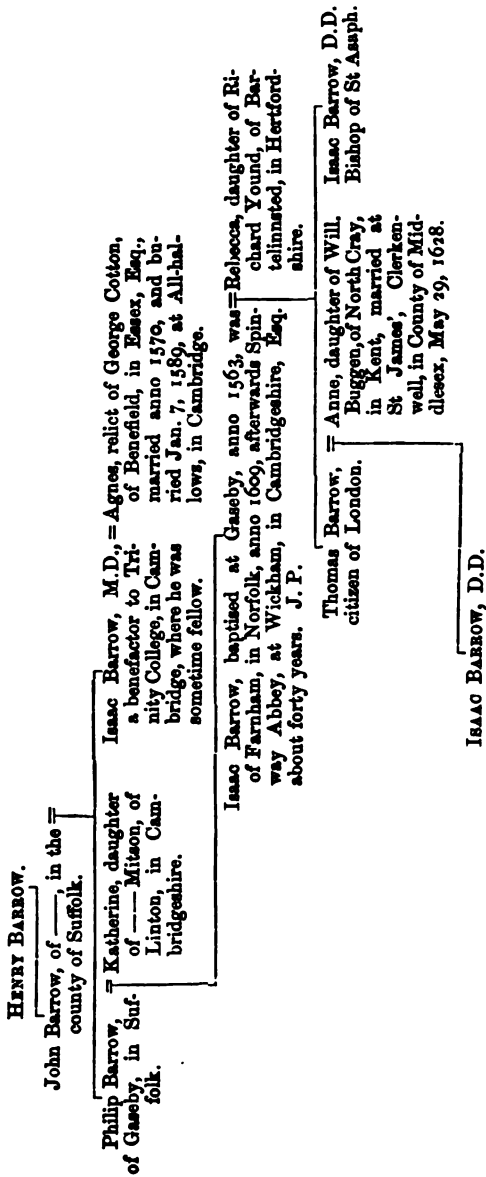 HENRY BARROW.
John Barrow, of ——, in the =
county of Suffolk.
Philip Barrow,
of Gaseby, in Suf-
folk.
= Katherine, daughter
of —— Mitson, of
Linton, in Cam-
bridgeshire.
Isaac Barrow, M.D.,
a benefactor to Tri-
nity College, in Cam-
bridge, where he was
sometime fellow.
= Agnes, relict of George Cotton,
of Benefield, in Essex, Esq.,
married anno 1570, and bu-
ried Jan. 7, 1589, at All-hal-
lows, in Cambridge.
Isaac Barrow, baptised at Gaseby, anno 1563, was
of Farnham, in Norfolk, anno 1609, afterwards Spin-
way Abbey, at Wickham, in Cambridgeshire, Esq.
about forty years. J. P.
= Rebecca, daughter of Ri-
chard Yound, of Bar-
telinnsted, in Hertford-
shire.
Thomas Barrow,
citizen of London.
= Anne, daughter of Will.
Buggen, of North Cray,
in Kent, married at
St James', Clerken-
well, in County of Mid-
dlesex, May 29, 1628.
Isaac Barrow, D.D.
Bishop of St Asaph.
ISAAC BARROW, D.D.